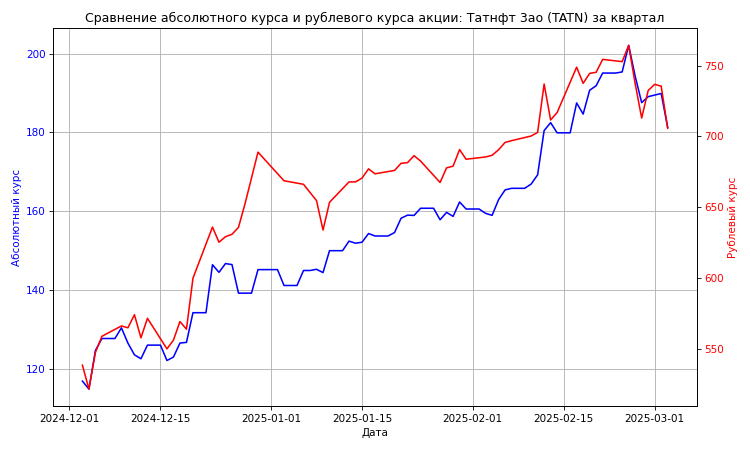 Сравнение абсолютного курса и рублевого курса акции: Татнфт 3ао (TATN) за квартал
Абсолютный курс
200
180
160
140
120
Рублевый курс
750
700
650
600
550
2024-12-01 2024-12-15 2025-01-01 2025-01-15 2025-02-01 2025-02-15 2025-03-01
Дата